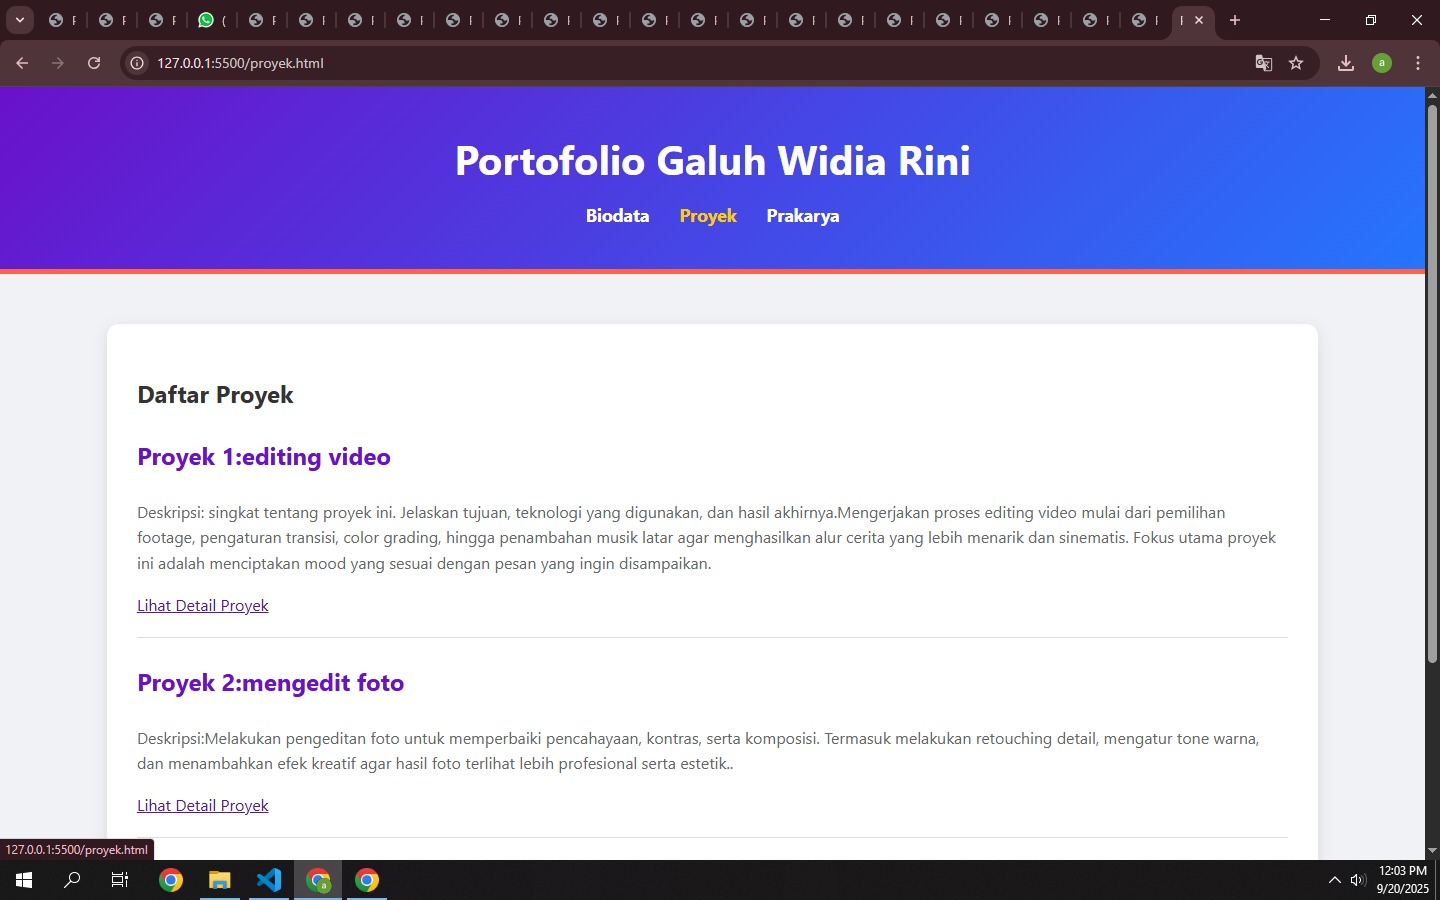 127.0.0.1:5500/proyek.html
a
Portofolio Galuh Widia Rini
Biodata Proyek Prakarya
Daftar Proyek
Proyek 1:editing video
Deskripsi: singkat tentang proyek ini. Jelaskan tujuan, teknologi yang digunakan, dan hasil akhirnya.Mengerjakan proses editing video mulai dari pemilihan
footage, pengaturan transisi, color grading, hingga penambahan musik latar agar menghasilkan alur cerita yang lebih menarik dan sinematis. Fokus utama proyek
ini adalah menciptakan mood yang sesuai dengan pesan yang ingin disampaikan.
Lihat Detail Proyek
Proyek 2:mengedit foto
Deskripsi:Melakukan pengeditan foto untuk memperbaiki pencahayaan, kontras, serta komposisi. Termasuk melakukan retouching detail, mengatur tone warna,
dan menambahkan efek kreatif agar hasil foto terlihat lebih profesional serta estetik..
Lihat Detail Proyek
127.0.0.1:5500/proyek.html
12:03 PM
9/20/2025